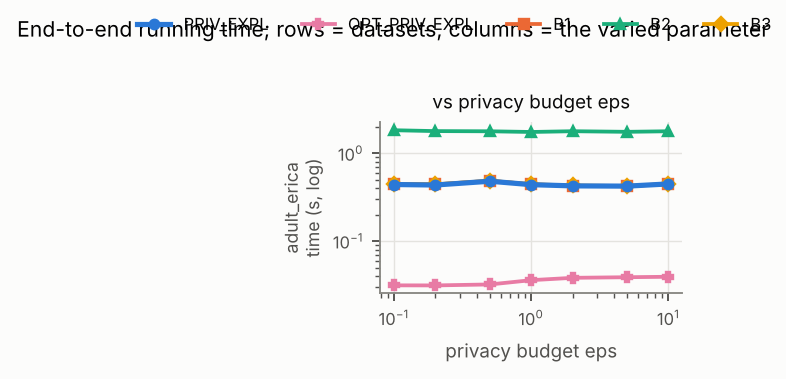 End-to-end running time; rows = datasets, columns = the varied parameter
PRIV_EXPL OPT_PRIV_EXPL B1 B2 B3
vs privacy budget eps
adult_erica
time (s, log)
10⁰
10⁻¹
10⁻¹ 10⁰ 10¹
privacy budget eps